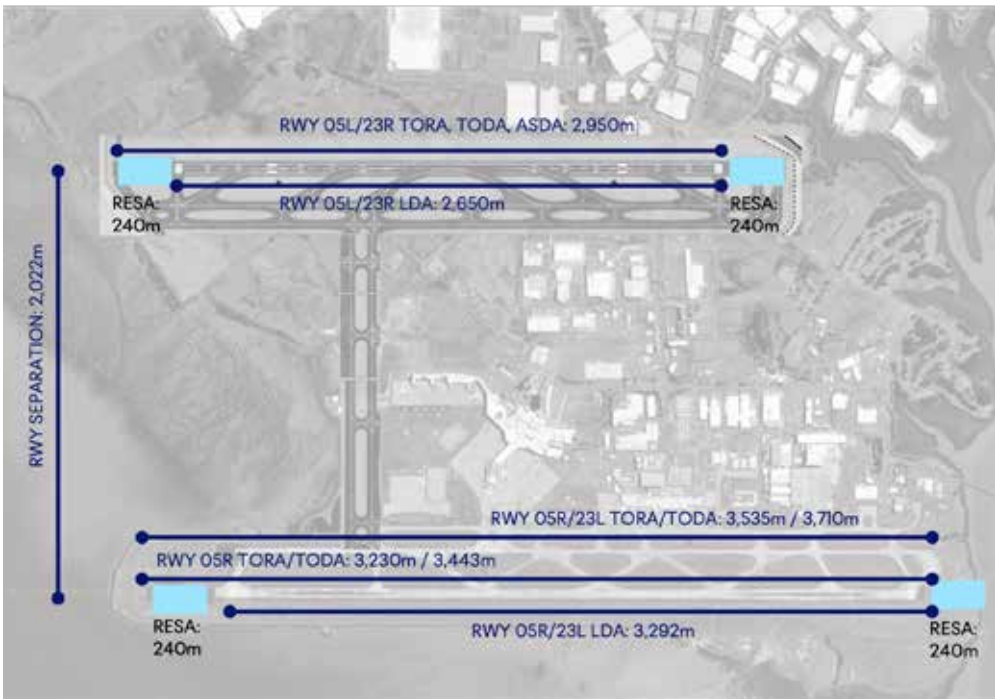 RWY 05L/23R TORA, TODA, ASDA: 2,950m
RWY 05L/23R LDA: 2,650m
RESA:
240m
RESA:
240m
RWY SEPARATION: 2,022m
RWY 05R/23L TORA/TODA: 3,535m / 3,710m
RWY 05R TORA/TODA: 3,230m / 3,443m
RWY 05R/23L LDA: 3,292m
RESA:
240m
RESA:
240m